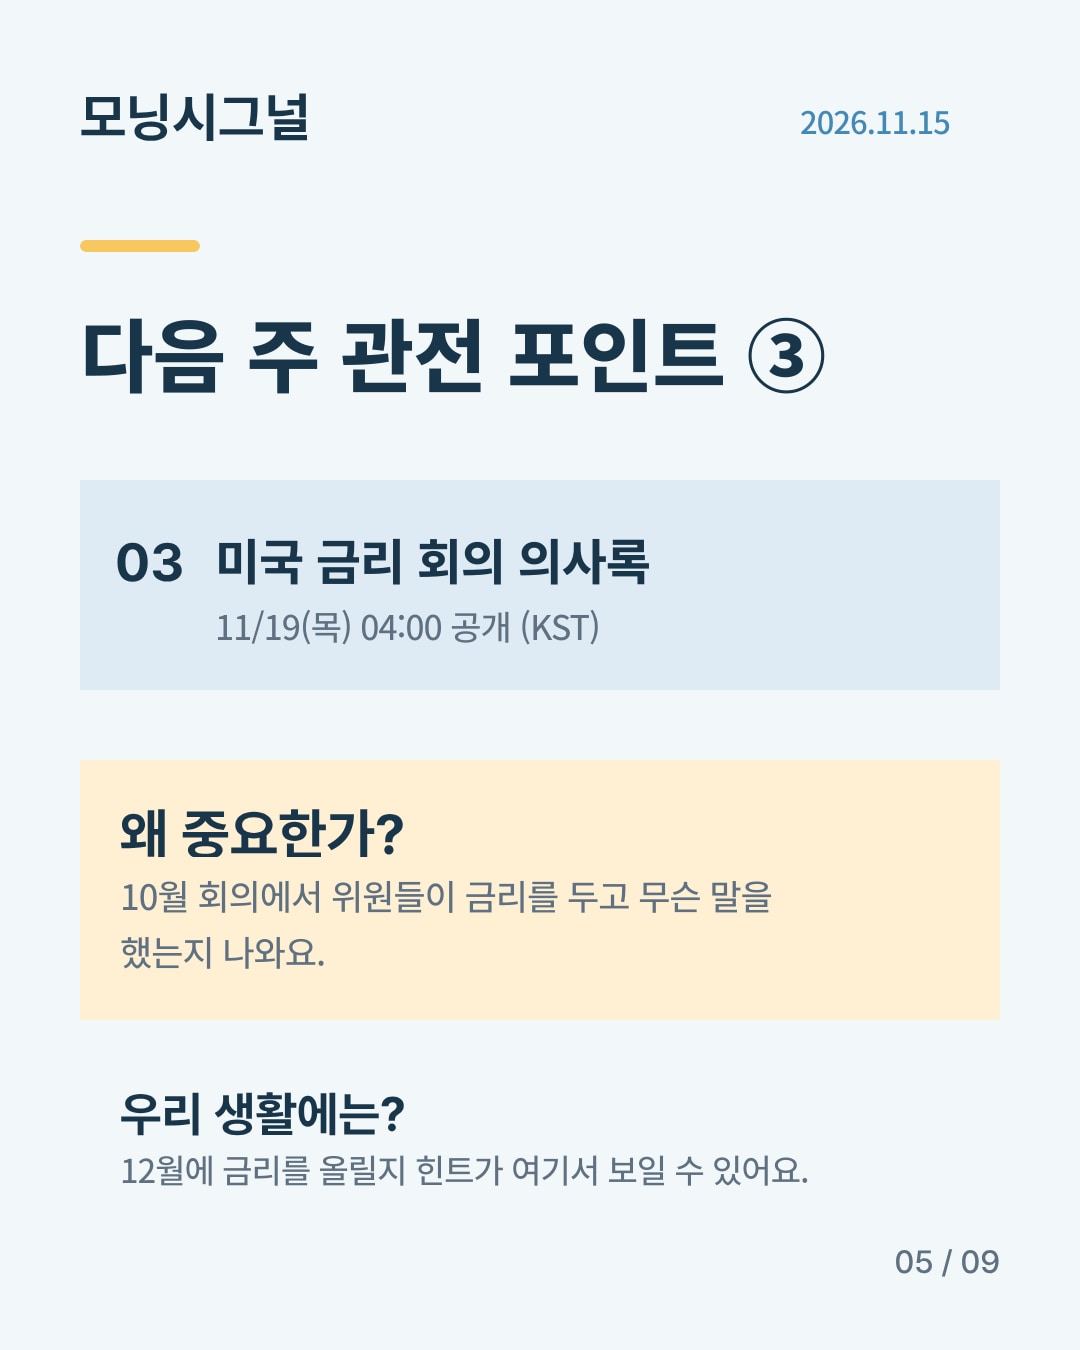 모닝시그널
2026.11.15
다음 주 관전 포인트 ③
03 미국 금리 회의 의사록
11/19(목) 04:00 공개 (KST)
왜 중요한가?
10월 회의에서 위원들이 금리를 두고 무슨 말을
했는지 나와요.
우리 생활에는?
12월에 금리를 올릴지 힌트가 여기서 보일 수 있어요.
05 / 09